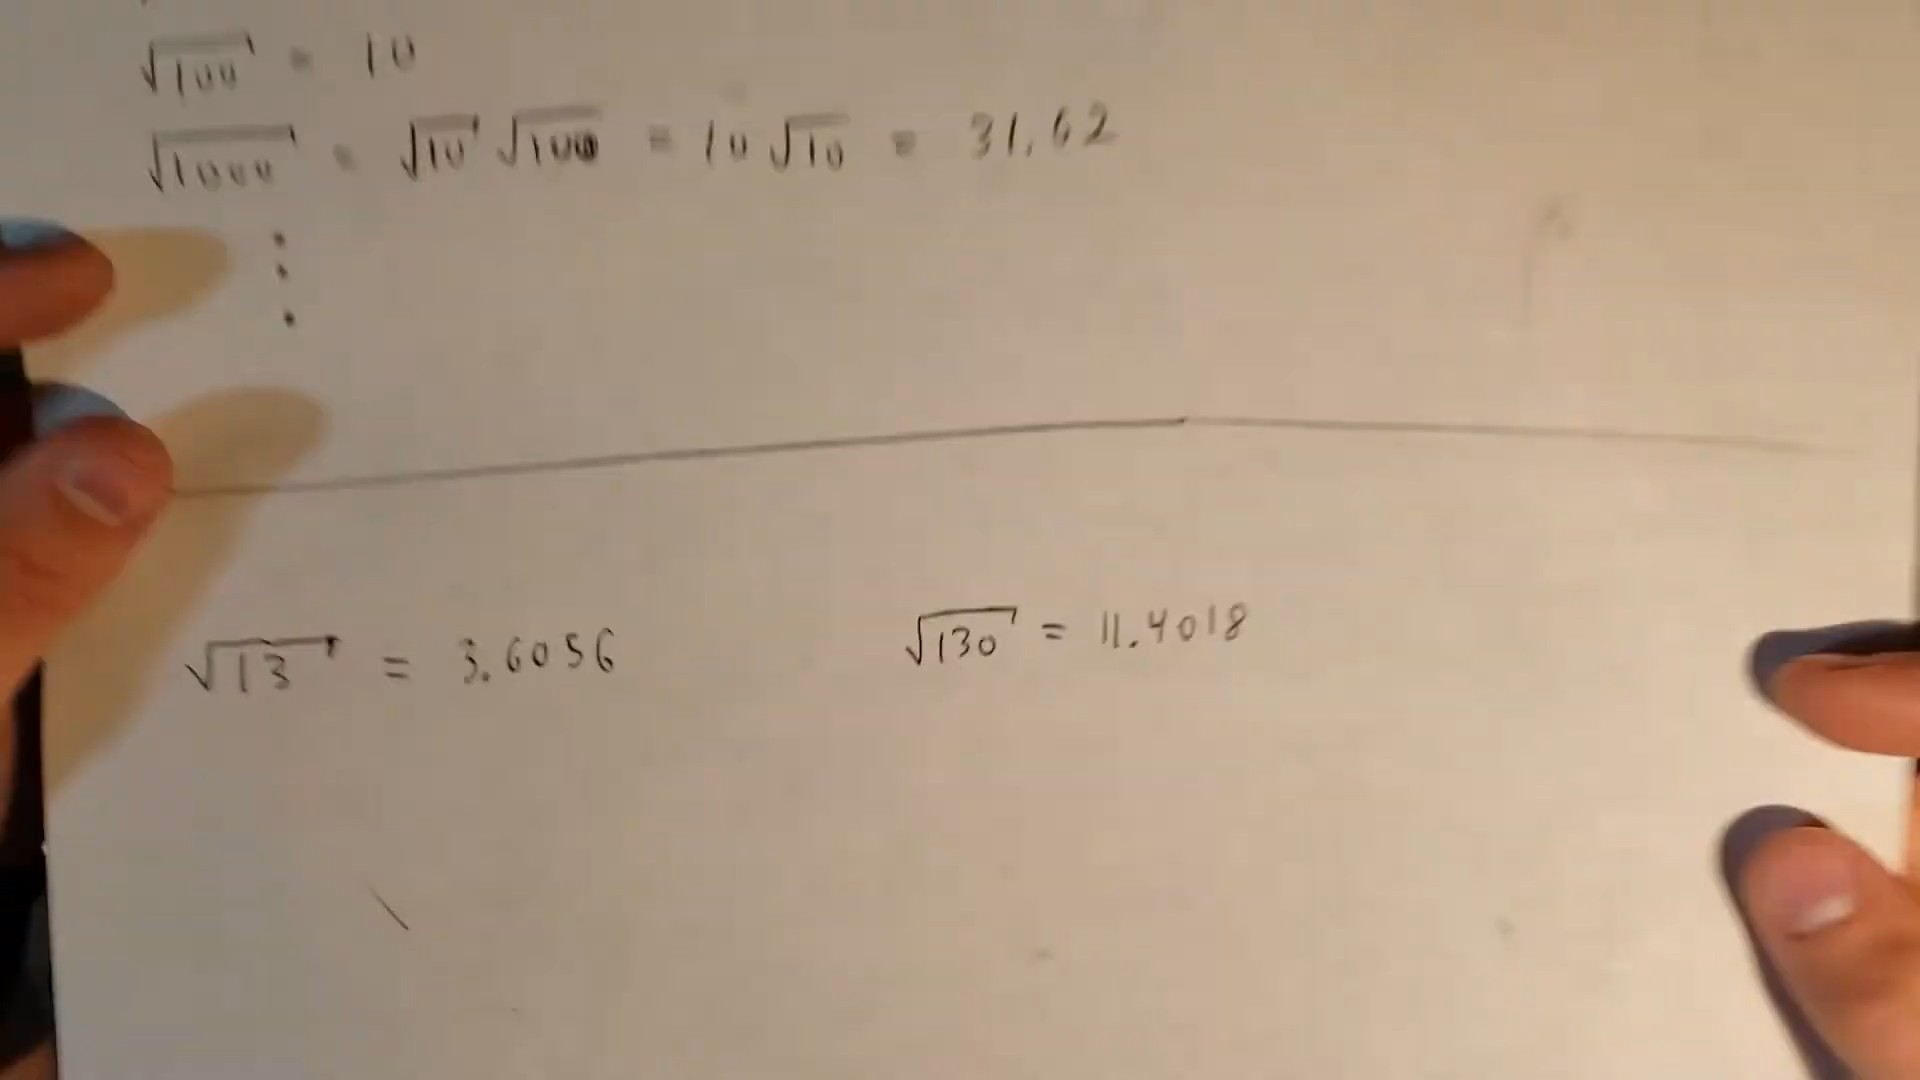 √100 = 10
√1000 = √10 √100 = 10 √10 = 31.62
⋮
√13 = 3.6056
√130 = 11.4018